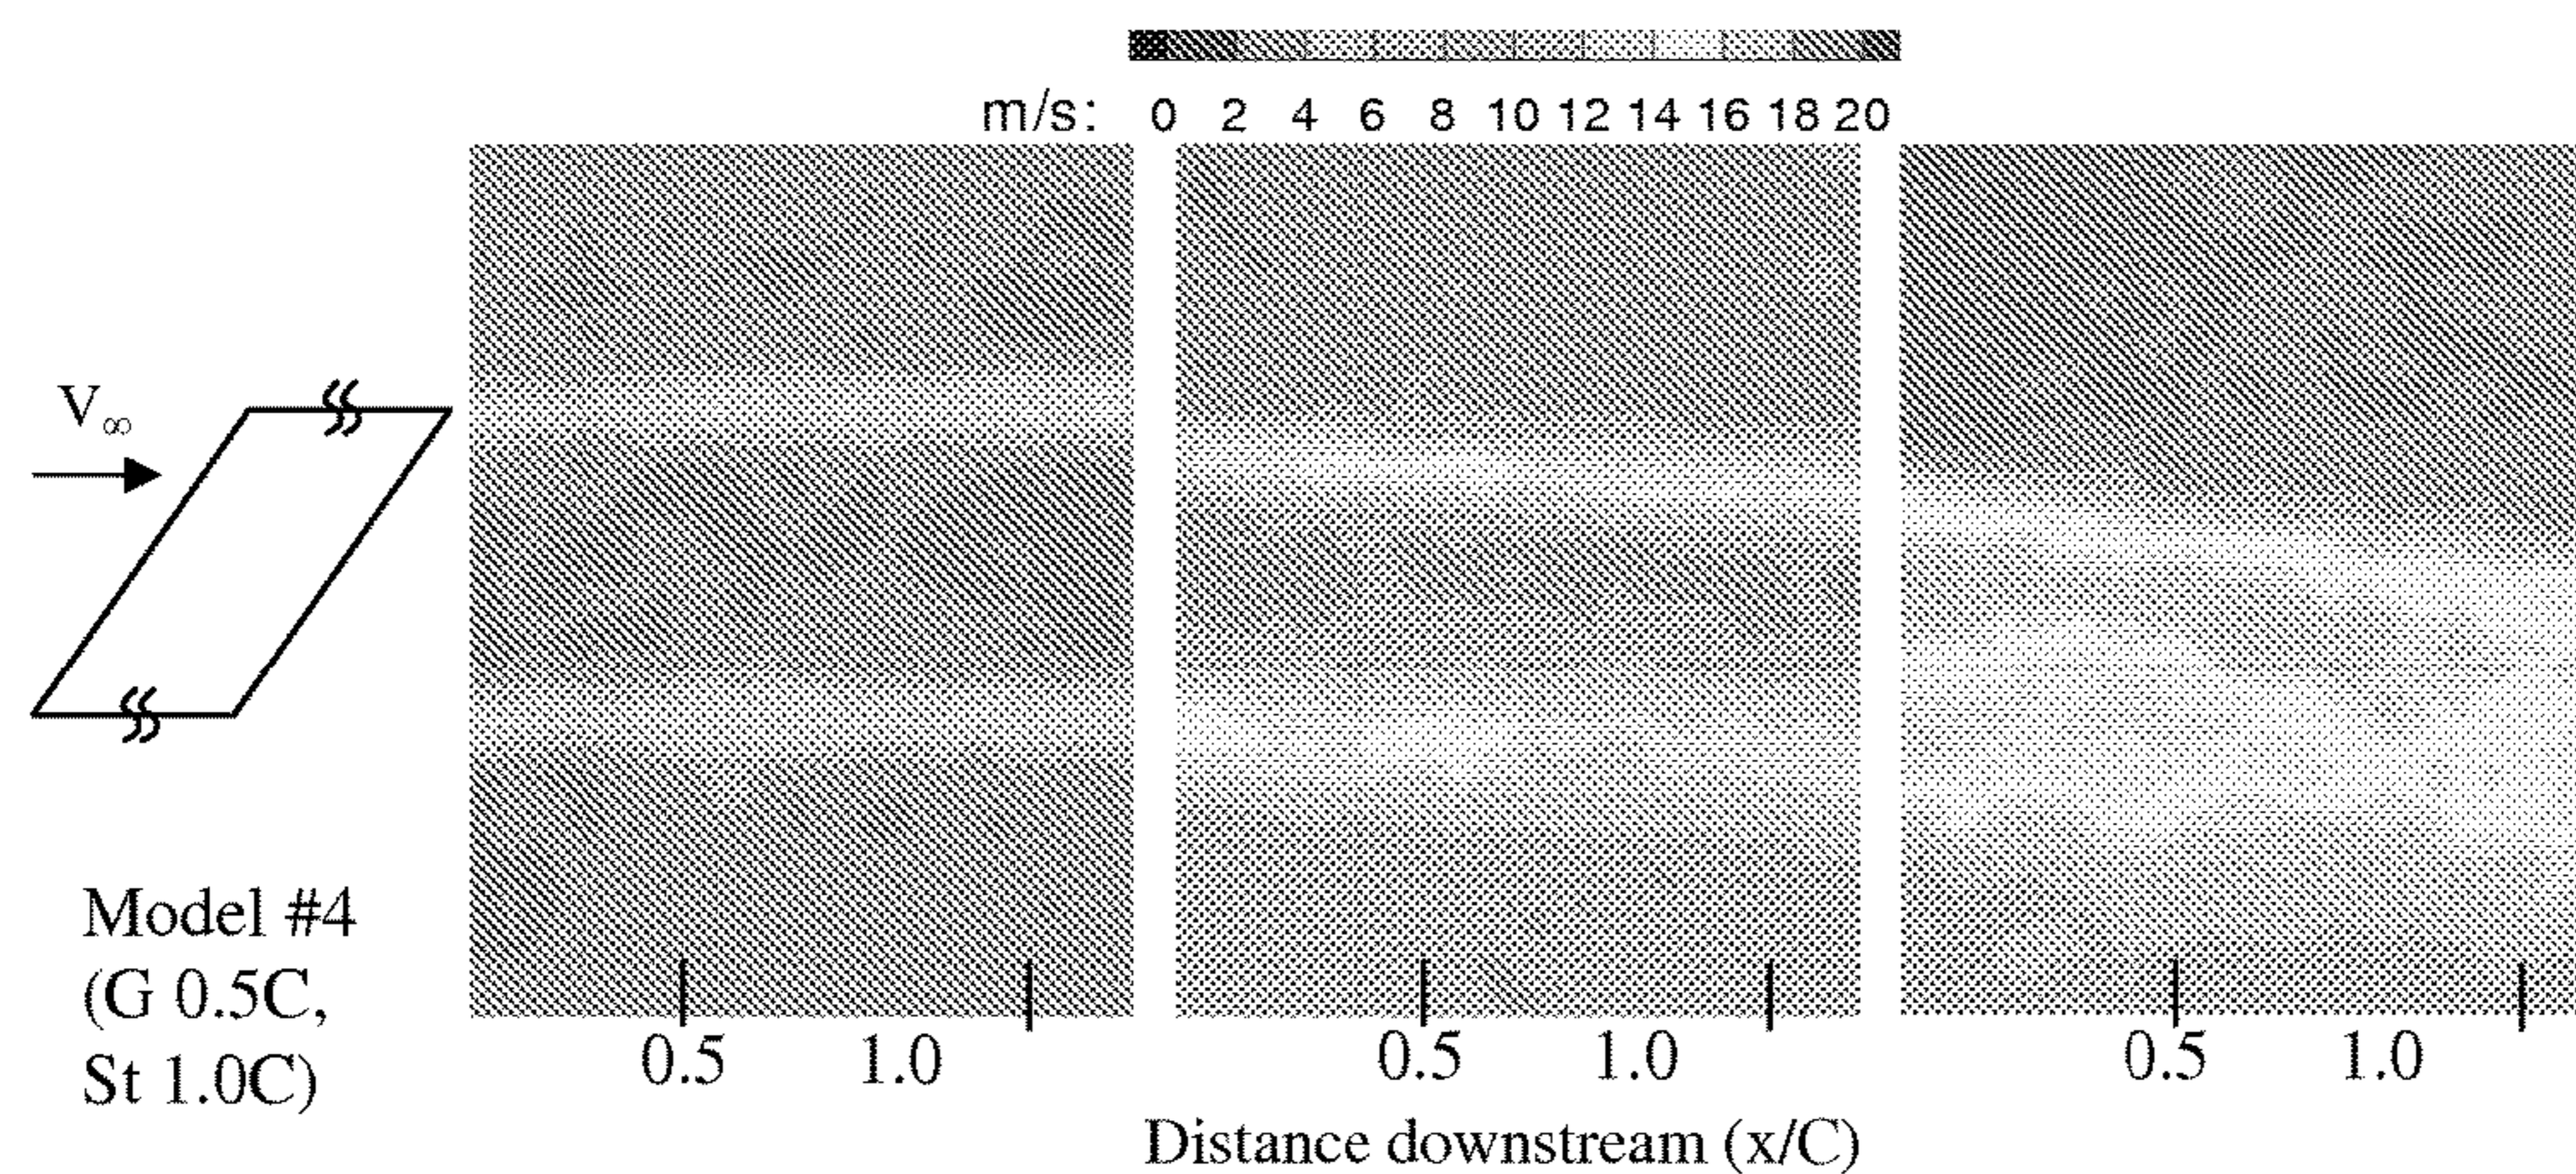 m/s: 0 2 4 6 8 10 12 14 16 18 20
V∞
Model #4
(G 0.5C,
St 1.0C)
0.5 1.0 0.5 1.0 0.5 1.0
Distance downstream (x/C)